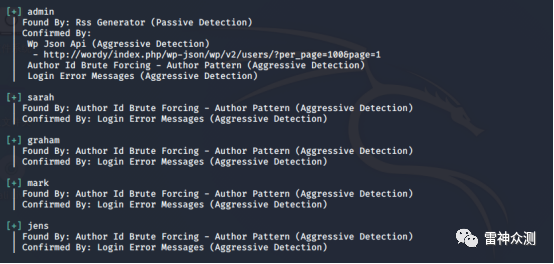 [+] admin
| Found By: Rss Generator (Passive Detection)
| Confirmed By:
|  Wp Json Api (Aggressive Detection)
|   - http://wordy/index.php/wp-json/wp/v2/users/?per_page=100&page=1
|  Author Id Brute Forcing - Author Pattern (Aggressive Detection)
|  Login Error Messages (Aggressive Detection)
[+] sarah
| Found By: Author Id Brute Forcing - Author Pattern (Aggressive Detection)
| Confirmed By: Login Error Messages (Aggressive Detection)
[+] graham
| Found By: Author Id Brute Forcing - Author Pattern (Aggressive Detection)
| Confirmed By: Login Error Messages (Aggressive Detection)
[+] mark
| Found By: Author Id Brute Forcing - Author Pattern (Aggressive Detection)
| Confirmed By: Login Error Messages (Aggressive Detection)
[+] jens
| Found By: Author Id Brute Forcing - Author Pattern (Aggressive Detection)
| Confirmed By: Login Error Messages (Aggressive Detection)
雷神众测